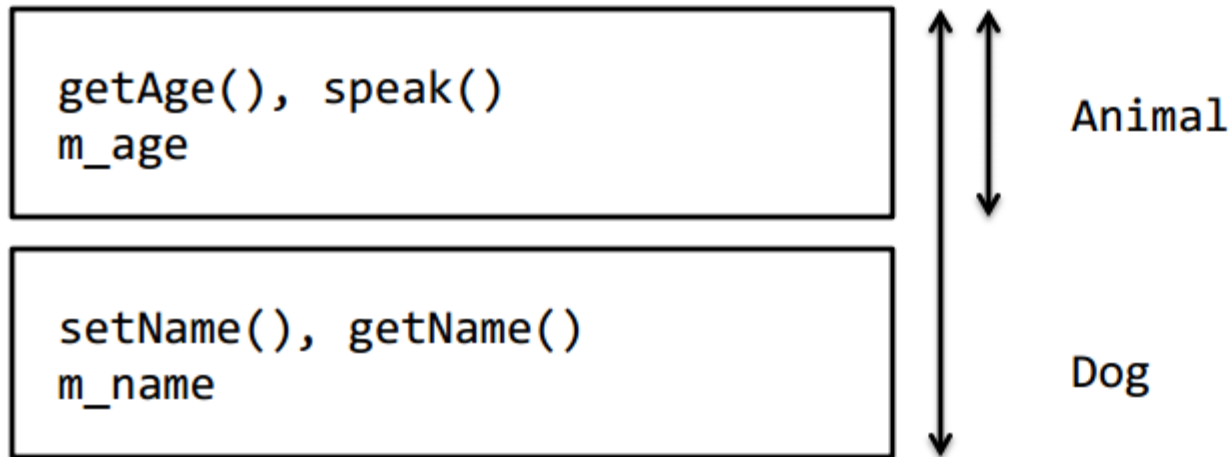 getAge(), speak()
m_age
Animal
setName(), getName()
m_name
Dog